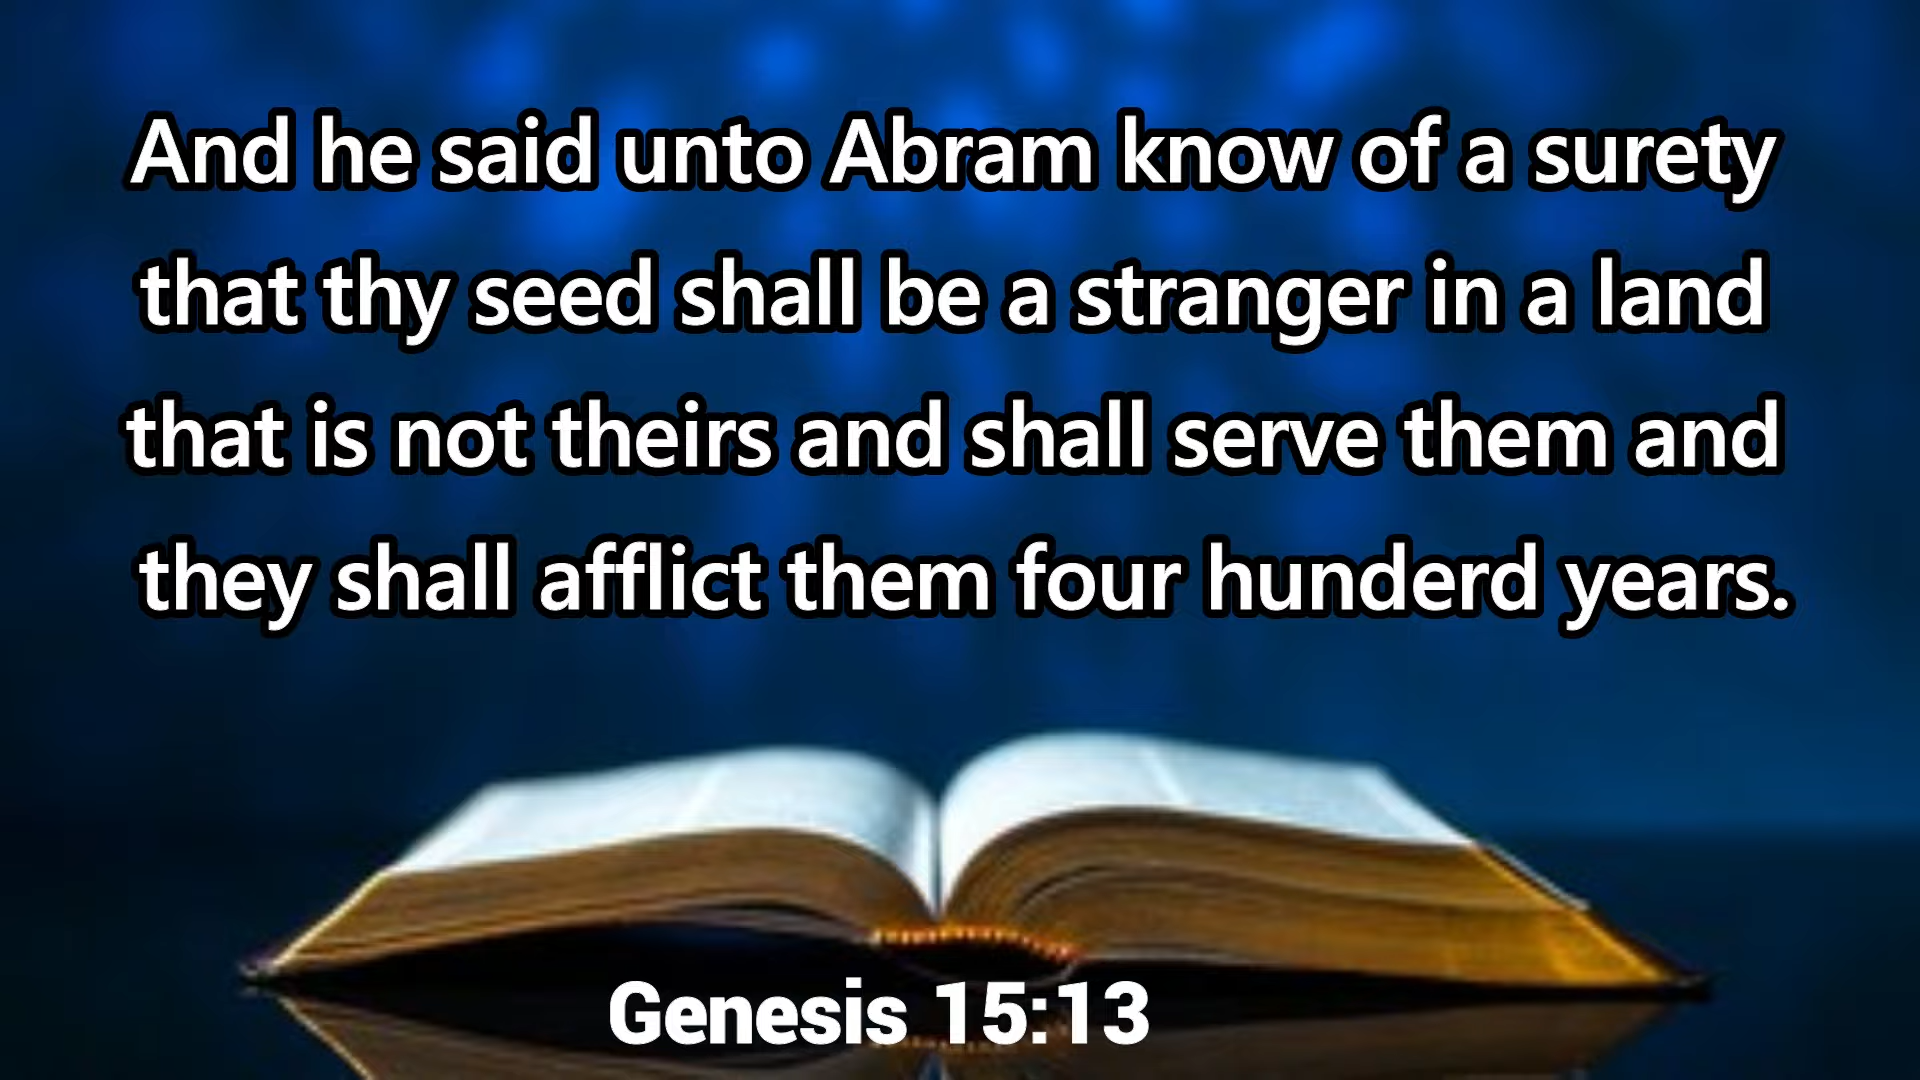 And he said unto Abram know of a surety
that thy seed shall be a stranger in a land
that is not theirs and shall serve them and
they shall afflict them four hunderd years.
Genesis 15:13